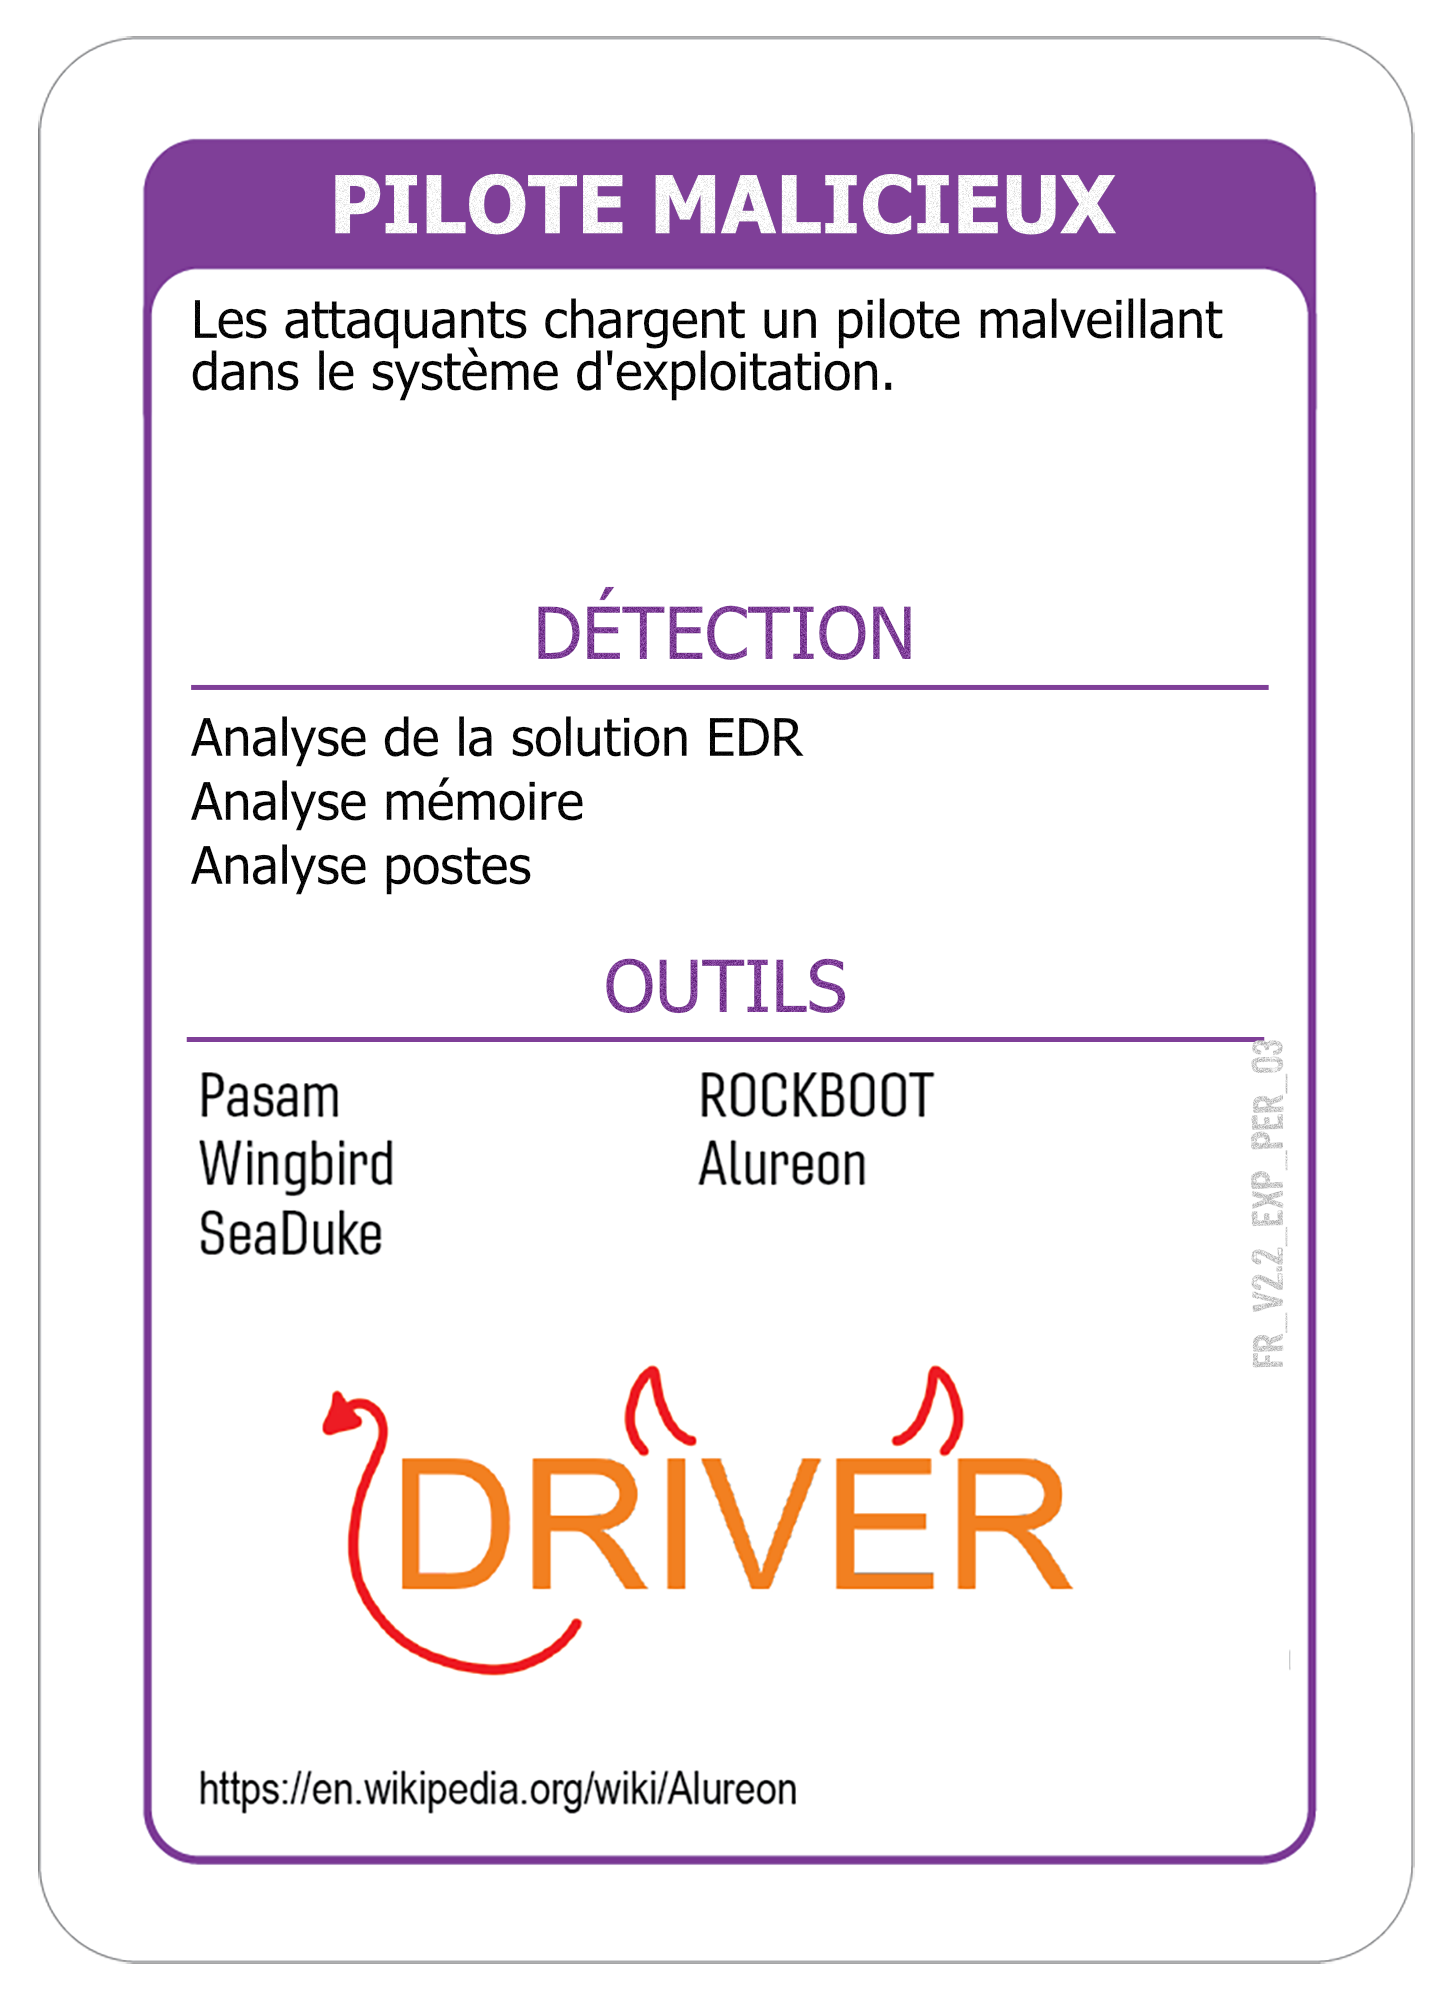 PILOTE MALICIEUX
Les attaquants chargent un pilote malveillant
dans le système d'exploitation.
DÉTECTION
Analyse de la solution EDR
Analyse mémoire
Analyse postes
OUTILS
Pasam
Wingbird
SeaDuke
ROCKBOOT
Alureon
FR_V2.2_EXP_PER_03
DRIVER
https://en.wikipedia.org/wiki/Alureon